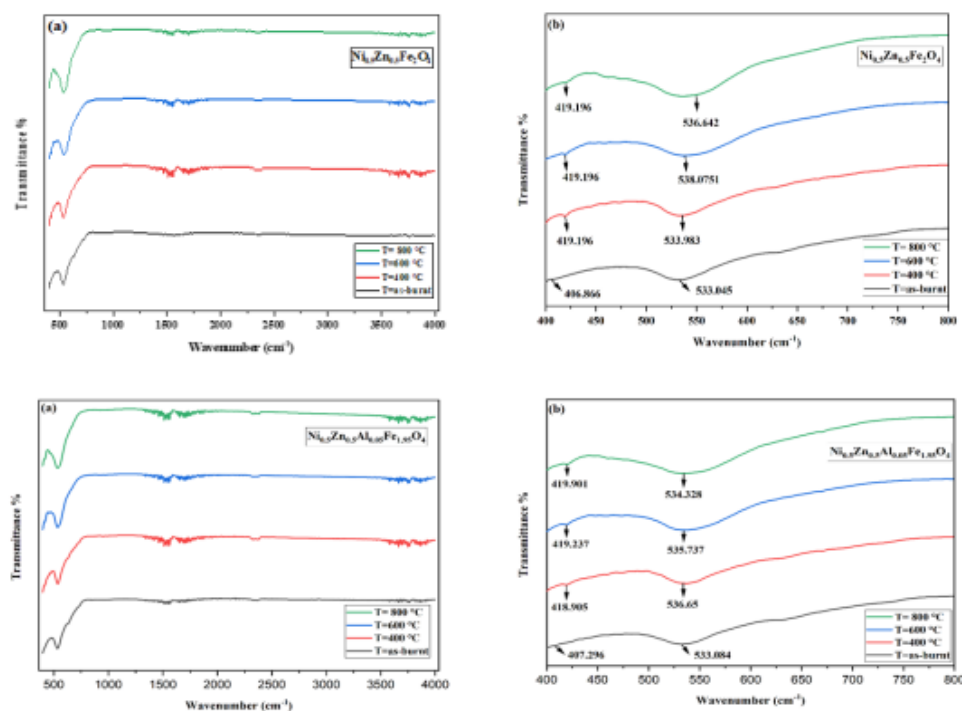 (a)
Ni₀.₅Zn₀.₅Fe₂O₄
Transmittance %
T= 800 °C
T=600 °C
T=400 °C
T=as-burnt
500 1000 1500 2000 2500 3000 3500 4000
Wavenumber (cm⁻¹)
(b)
Ni₀.₅Zn₀.₅Fe₂O₄
419.196
536.642
419.196
538.0751
419.196
533.983
406.866
533.045
Transmittance %
T= 800 °C
T=600 °C
T=400 °C
T=as-burnt
400 450 500 550 600 650 700 750 800
Wavenumber (cm⁻¹)
(a)
Ni₀.₅Zn₀.₅Al₀.₀₅Fe₁.₉₅O₄
Transmittance %
T= 800 °C
T=600 °C
T=400 °C
T=as-burnt
500 1000 1500 2000 2500 3000 3500 4000
Wavenumber (cm⁻¹)
(b)
Ni₀.₅Zn₀.₅Al₀.₀₅Fe₁.₉₅O₄
419.901
534.328
419.237
535.737
418.905
536.65
407.296
533.084
Transmittance %
T= 800 °C
T=600 °C
T=400 °C
T=as-burnt
400 450 500 550 600 650 700 750 800
Wavenumber (cm⁻¹)